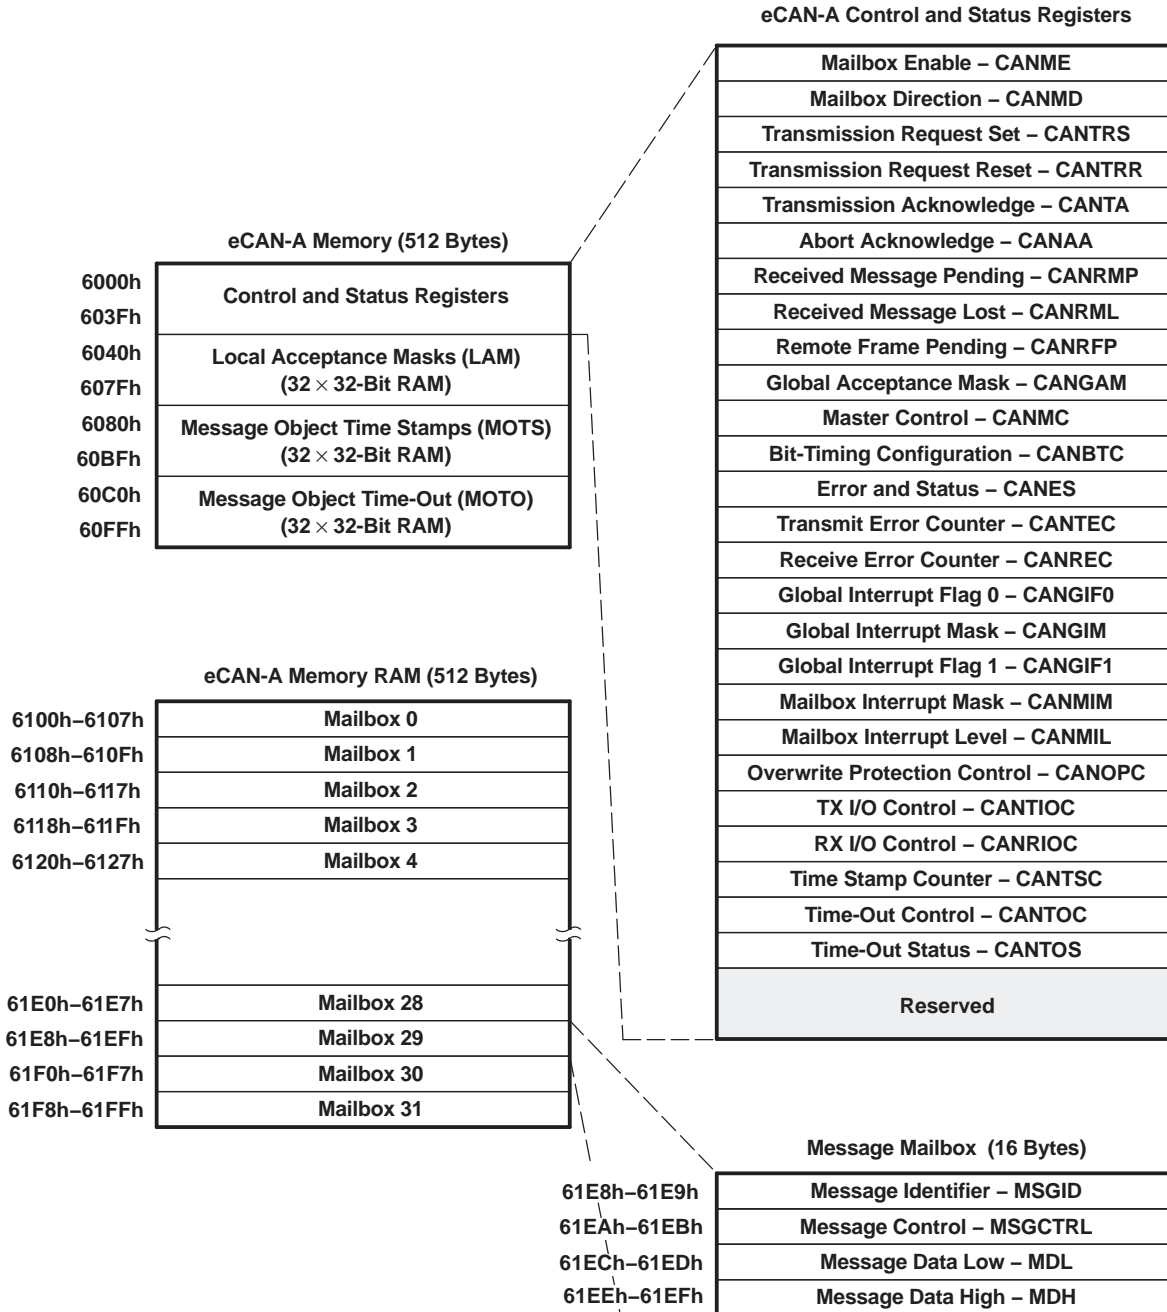 eCAN-A Control and Status Registers
Mailbox Enable – CANME
Mailbox Direction – CANMD
Transmission Request Set – CANTRS
Transmission Request Reset – CANTRR
Transmission Acknowledge – CANTA
Abort Acknowledge – CANAA
Received Message Pending – CANRMP
Received Message Lost – CANRML
Remote Frame Pending – CANRFP
Global Acceptance Mask – CANGAM
Master Control – CANMC
Bit-Timing Configuration – CANBTC
Error and Status – CANES
Transmit Error Counter – CANTEC
Receive Error Counter – CANREC
Global Interrupt Flag 0 – CANGIF0
Global Interrupt Mask – CANGIM
Global Interrupt Flag 1 – CANGIF1
Mailbox Interrupt Mask – CANMIM
Mailbox Interrupt Level – CANMIL
Overwrite Protection Control – CANOPC
TX I/O Control – CANTIOC
RX I/O Control – CANRIOC
Time Stamp Counter – CANTSC
Time-Out Control – CANTOC
Time-Out Status – CANTOS
Reserved
eCAN-A Memory (512 Bytes)
6000h
603Fh
Control and Status Registers
6040h
607Fh
Local Acceptance Masks (LAM)
(32 × 32-Bit RAM)
6080h
60BFh
Message Object Time Stamps (MOTS)
(32 × 32-Bit RAM)
60C0h
60FFh
Message Object Time-Out (MOTO)
(32 × 32-Bit RAM)
eCAN-A Memory RAM (512 Bytes)
6100h–6107h Mailbox 0
6108h–610Fh Mailbox 1
6110h–6117h Mailbox 2
6118h–611Fh Mailbox 3
6120h–6127h Mailbox 4
61E0h–61E7h Mailbox 28
61E8h–61EFh Mailbox 29
61F0h–61F7h Mailbox 30
61F8h–61FFh Mailbox 31
Message Mailbox (16 Bytes)
61E8h–61E9h Message Identifier – MSGID
61EAh–61EBh Message Control – MSGCTRL
61ECh–61EDh Message Data Low – MDL
61EEh–61EFh Message Data High – MDH